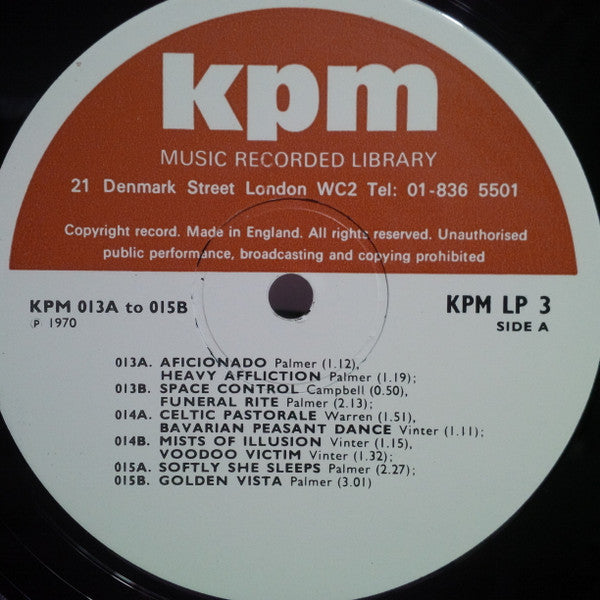 kpm
MUSIC RECORDED LIBRARY
21 Denmark Street London WC2 Tel: 01-836 5501
Copyright record. Made in England. All rights reserved. Unauthorised
public performance, broadcasting and copying prohibited
KPM 013A to 015B
℗ 1970
KPM LP 3
SIDE A
013A. AFICIONADO Palmer (1.12),
HEAVY AFFLICTION Palmer (1.19);
013B. SPACE CONTROL Campbell (0.50),
FUNERAL RITE Palmer (2.13);
014A. CELTIC PASTORALE Warren (1.51),
BAVARIAN PEASANT DANCE Vinter (1.11);
014B. MISTS OF ILLUSION Vinter (1.15),
VOODOO VICTIM Vinter (1.32);
015A. SOFTLY SHE SLEEPS Palmer (2.27);
015B. GOLDEN VISTA Palmer (3.01)